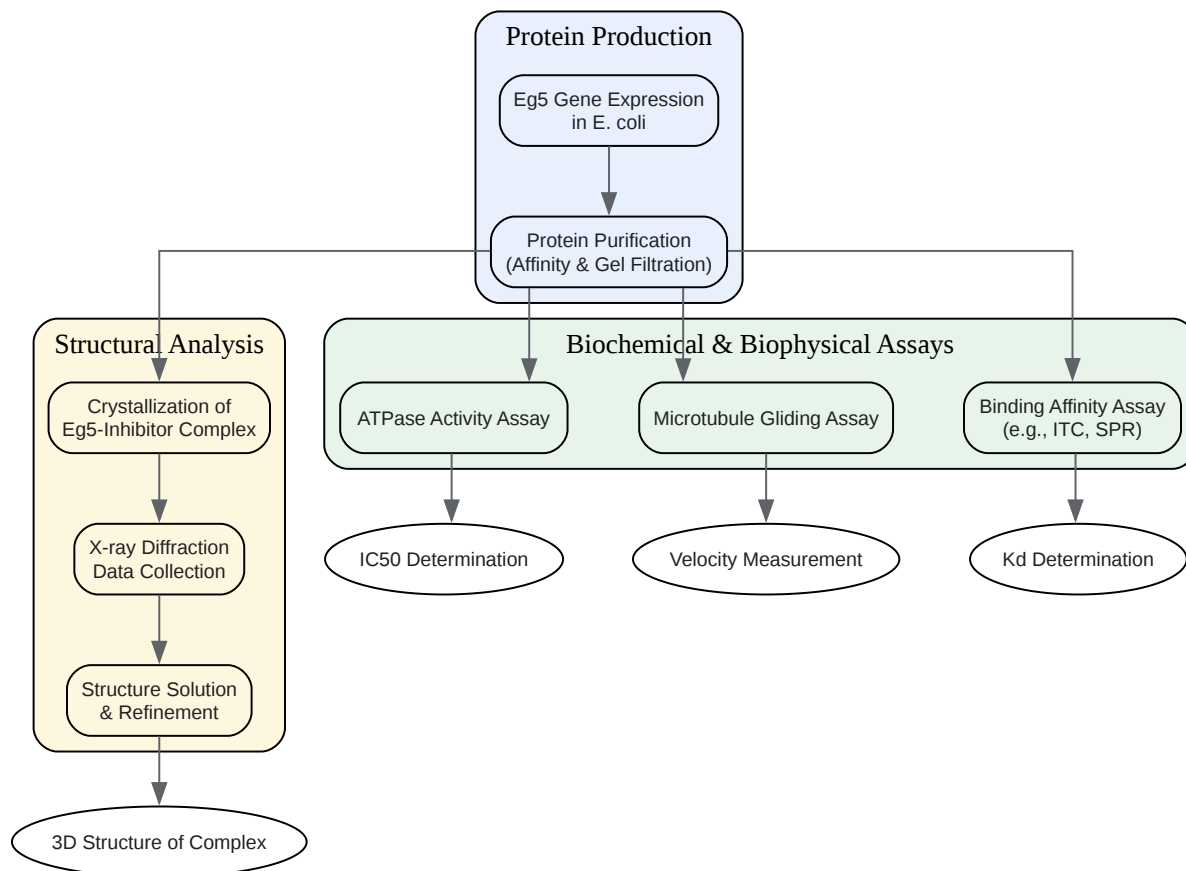 Protein Production
Eg5 Gene Expression
in E. coli
Protein Purification
(Affinity & Gel Filtration)
Structural Analysis
Crystallization of
Eg5-Inhibitor Complex
X-ray Diffraction
Data Collection
Structure Solution
& Refinement
3D Structure of Complex
Biochemical & Biophysical Assays
ATPase Activity Assay
Microtubule Gliding Assay
Binding Affinity Assay
(e.g., ITC, SPR)
IC50 Determination
Velocity Measurement
Kd Determination